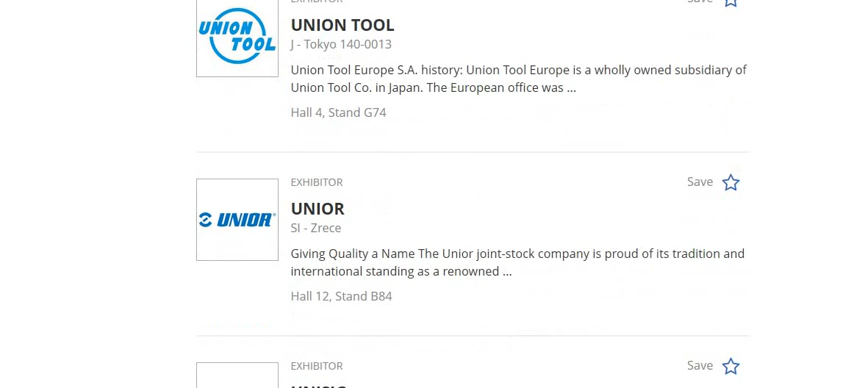 EXHIBITOR
Save
UNION
TOOL
UNION TOOL
J - Tokyo 140-0013
Union Tool Europe S.A. history: Union Tool Europe is a wholly owned subsidiary of
Union Tool Co. in Japan. The European office was ...
Hall 4, Stand G74
EXHIBITOR
Save
UNIOR
UNIOR
SI - Zrece
Giving Quality a Name The Unior joint-stock company is proud of its tradition and
international standing as a renowned ...
Hall 12, Stand B84
EXHIBITOR
Save